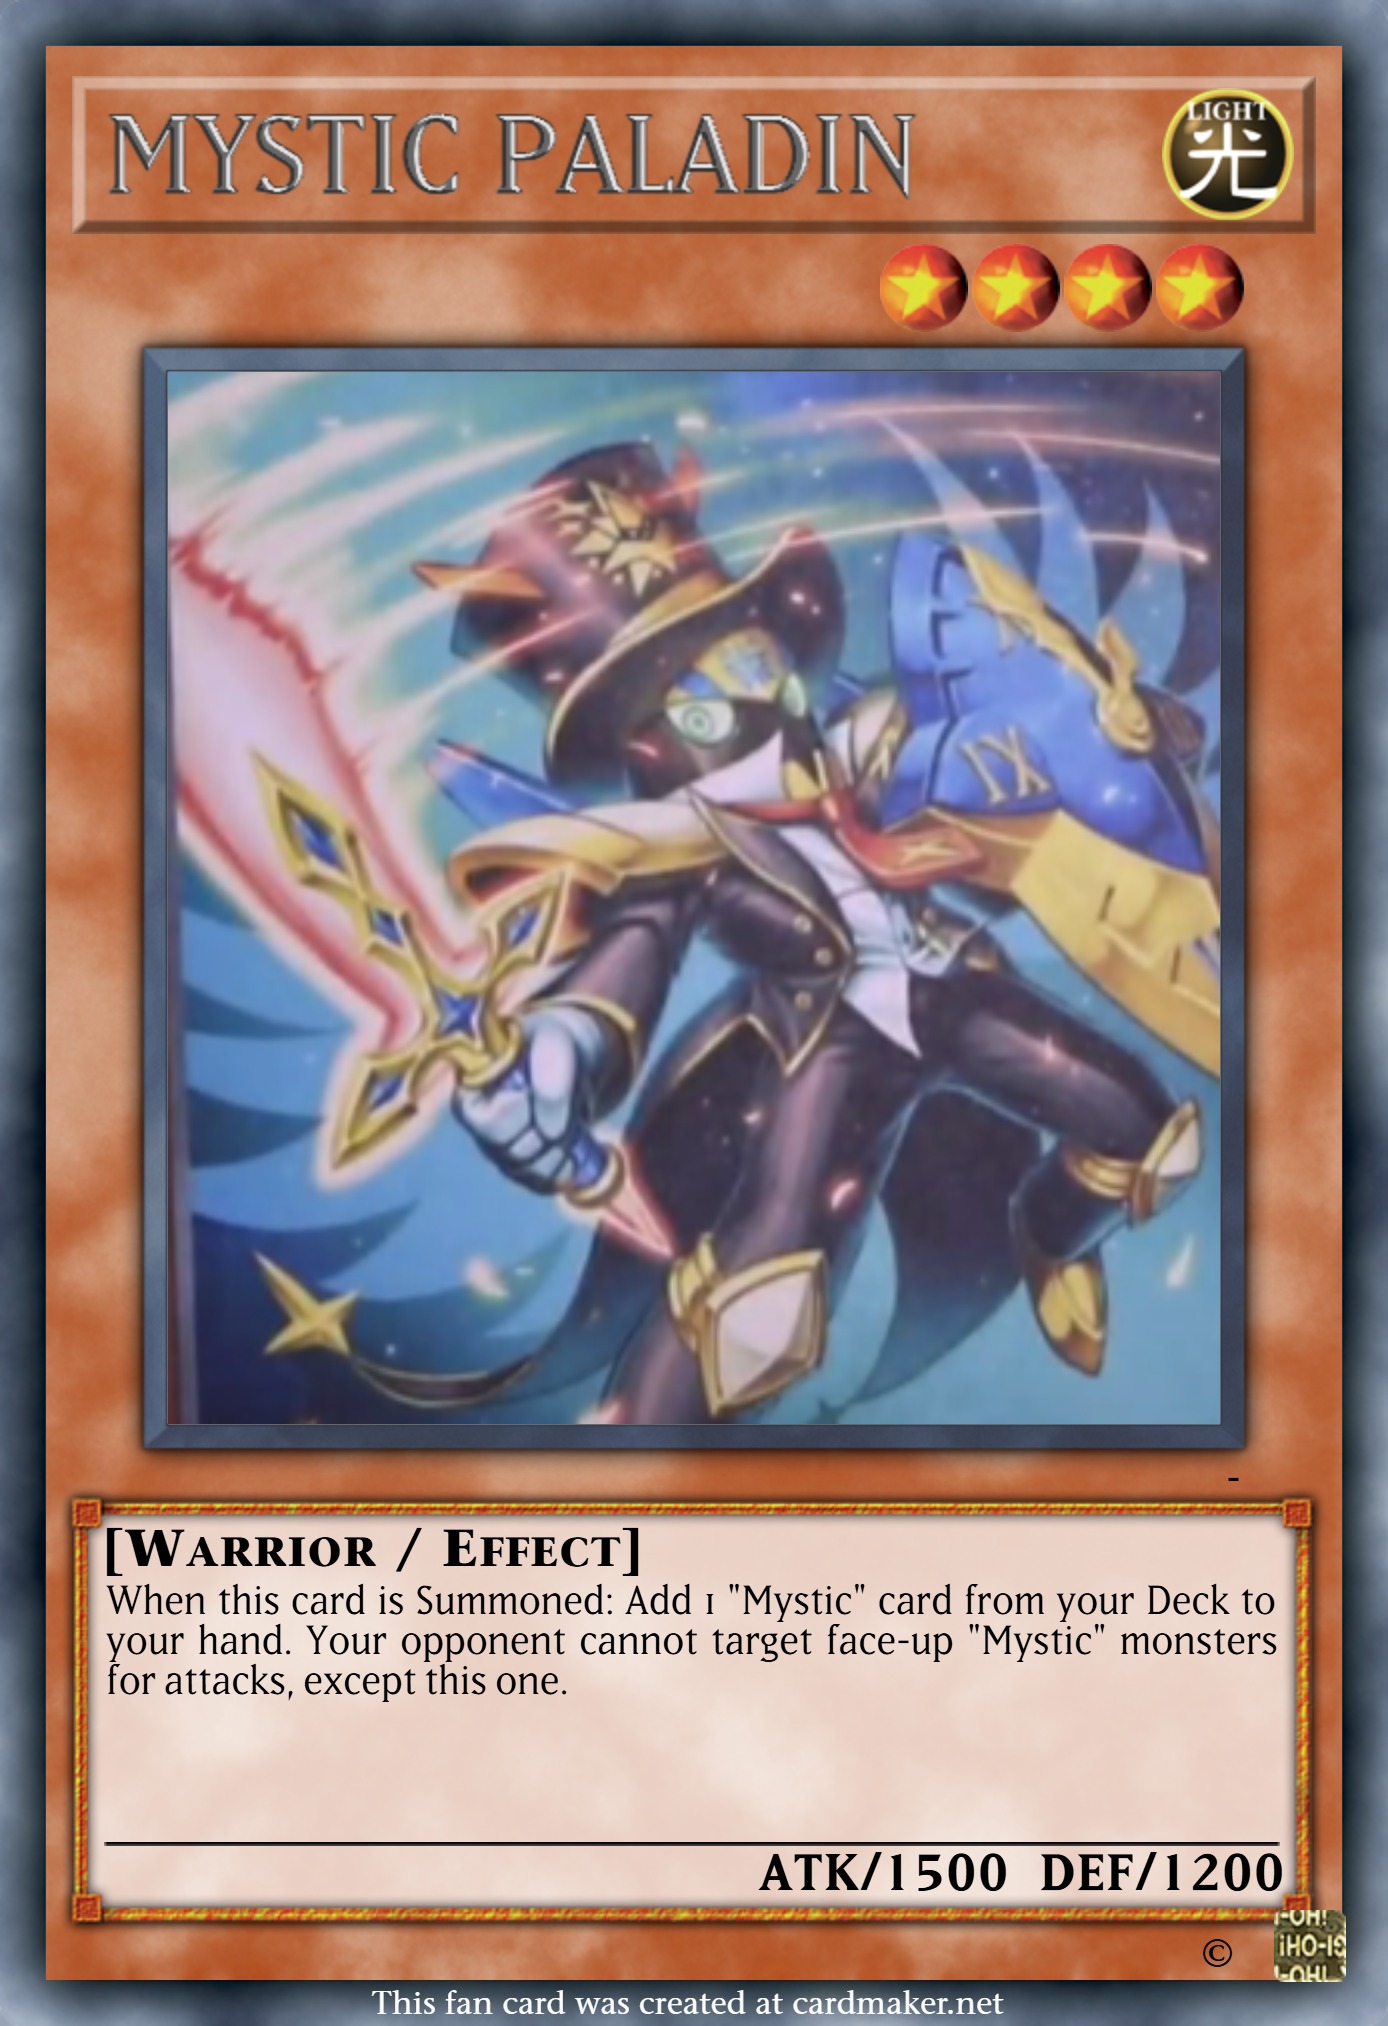 MYSTIC PALADIN
LIGHT
光
IX
-
[WARRIOR / EFFECT]
When this card is Summoned: Add 1 "Mystic" card from your Deck to
your hand. Your opponent cannot target face-up "Mystic" monsters
for attacks, except this one.
ATK/1500 DEF/1200
©
This fan card was created at cardmaker.net